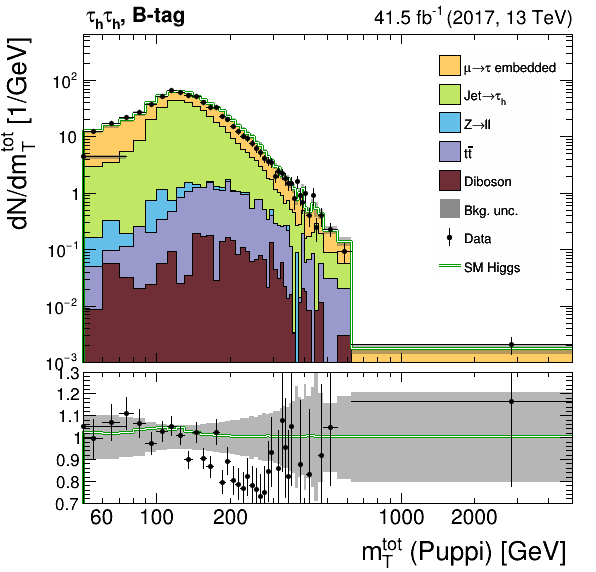 τhτh, B-tag
41.5 fb-1 (2017, 13 TeV)
dN/dmTtot [1/GeV]
10²
10
1
10⁻¹
10⁻²
10⁻³
μ→τ embedded
Jet→τh
Z→ll
tt̄
Diboson
Bkg. unc.
Data
SM Higgs
1.3
1.2
1.1
1
0.9
0.8
0.7
60 100 200 1000 2000
mTtot (Puppi) [GeV]